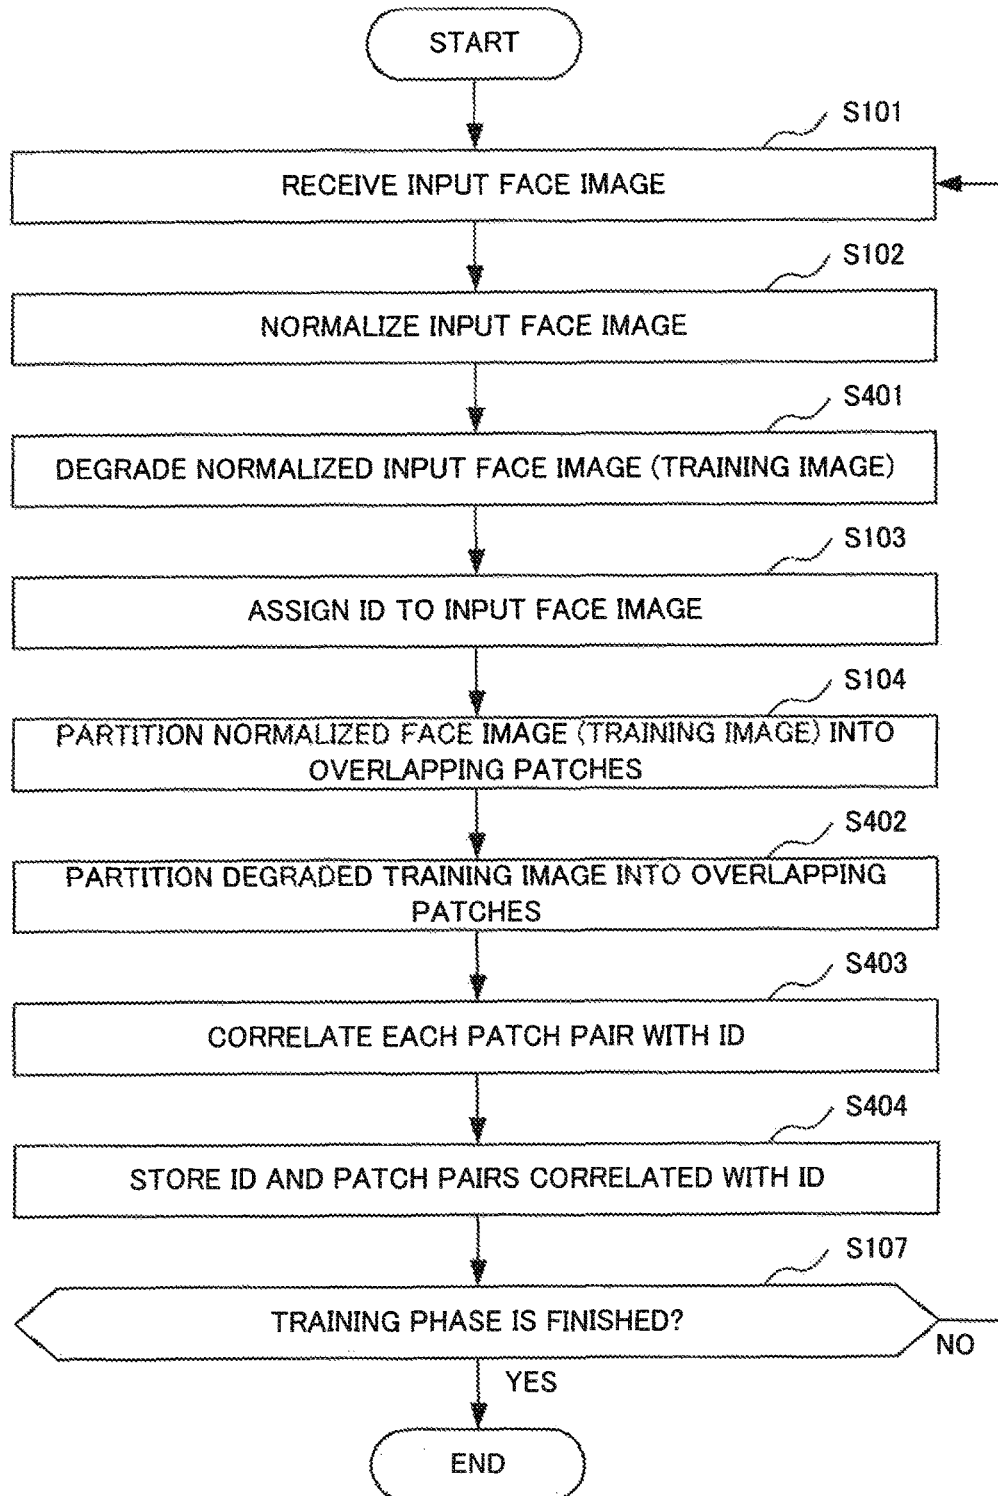 START
S101
RECEIVE INPUT FACE IMAGE
S102
NORMALIZE INPUT FACE IMAGE
S401
DEGRADE NORMALIZED INPUT FACE IMAGE (TRAINING IMAGE)
S103
ASSIGN ID TO INPUT FACE IMAGE
S104
PARTITION NORMALIZED FACE IMAGE (TRAINING IMAGE) INTO
OVERLAPPING PATCHES
S402
PARTITION DEGRADED TRAINING IMAGE INTO OVERLAPPING
PATCHES
S403
CORRELATE EACH PATCH PAIR WITH ID
S404
STORE ID AND PATCH PAIRS CORRELATED WITH ID
S107
TRAINING PHASE IS FINISHED?
NO
YES
END